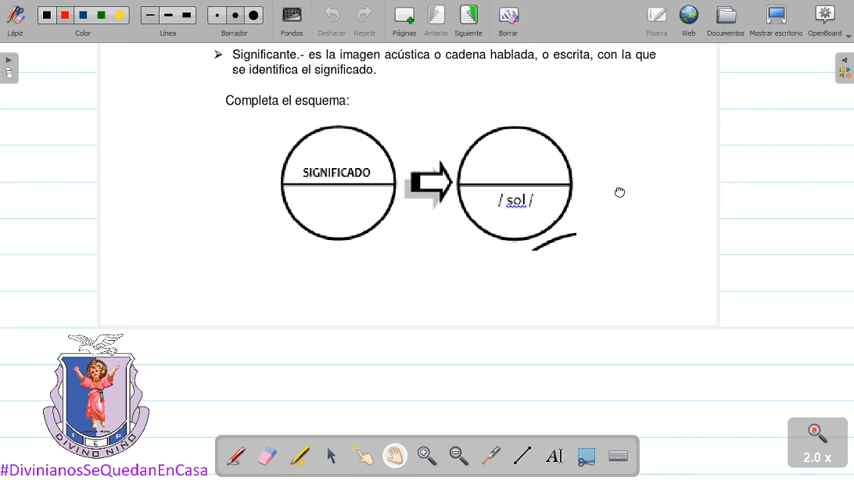 Lápiz
Color
Línea
Borrador
Fondos
Deshacer
Repetir
Páginas
Anterior
Siguiente
Borrar
Pizarra
Web
Documentos
Mostrar escritorio
OpenBoard
➢ Significante.- es la imagen acústica o cadena hablada, o escrita, con la que
se identifica el significado.
Completa el esquema:
SIGNIFICADO
/ sol /
DIVINO NIÑO
#DivinianosSeQuedanEnCasa
AI
2.0 x